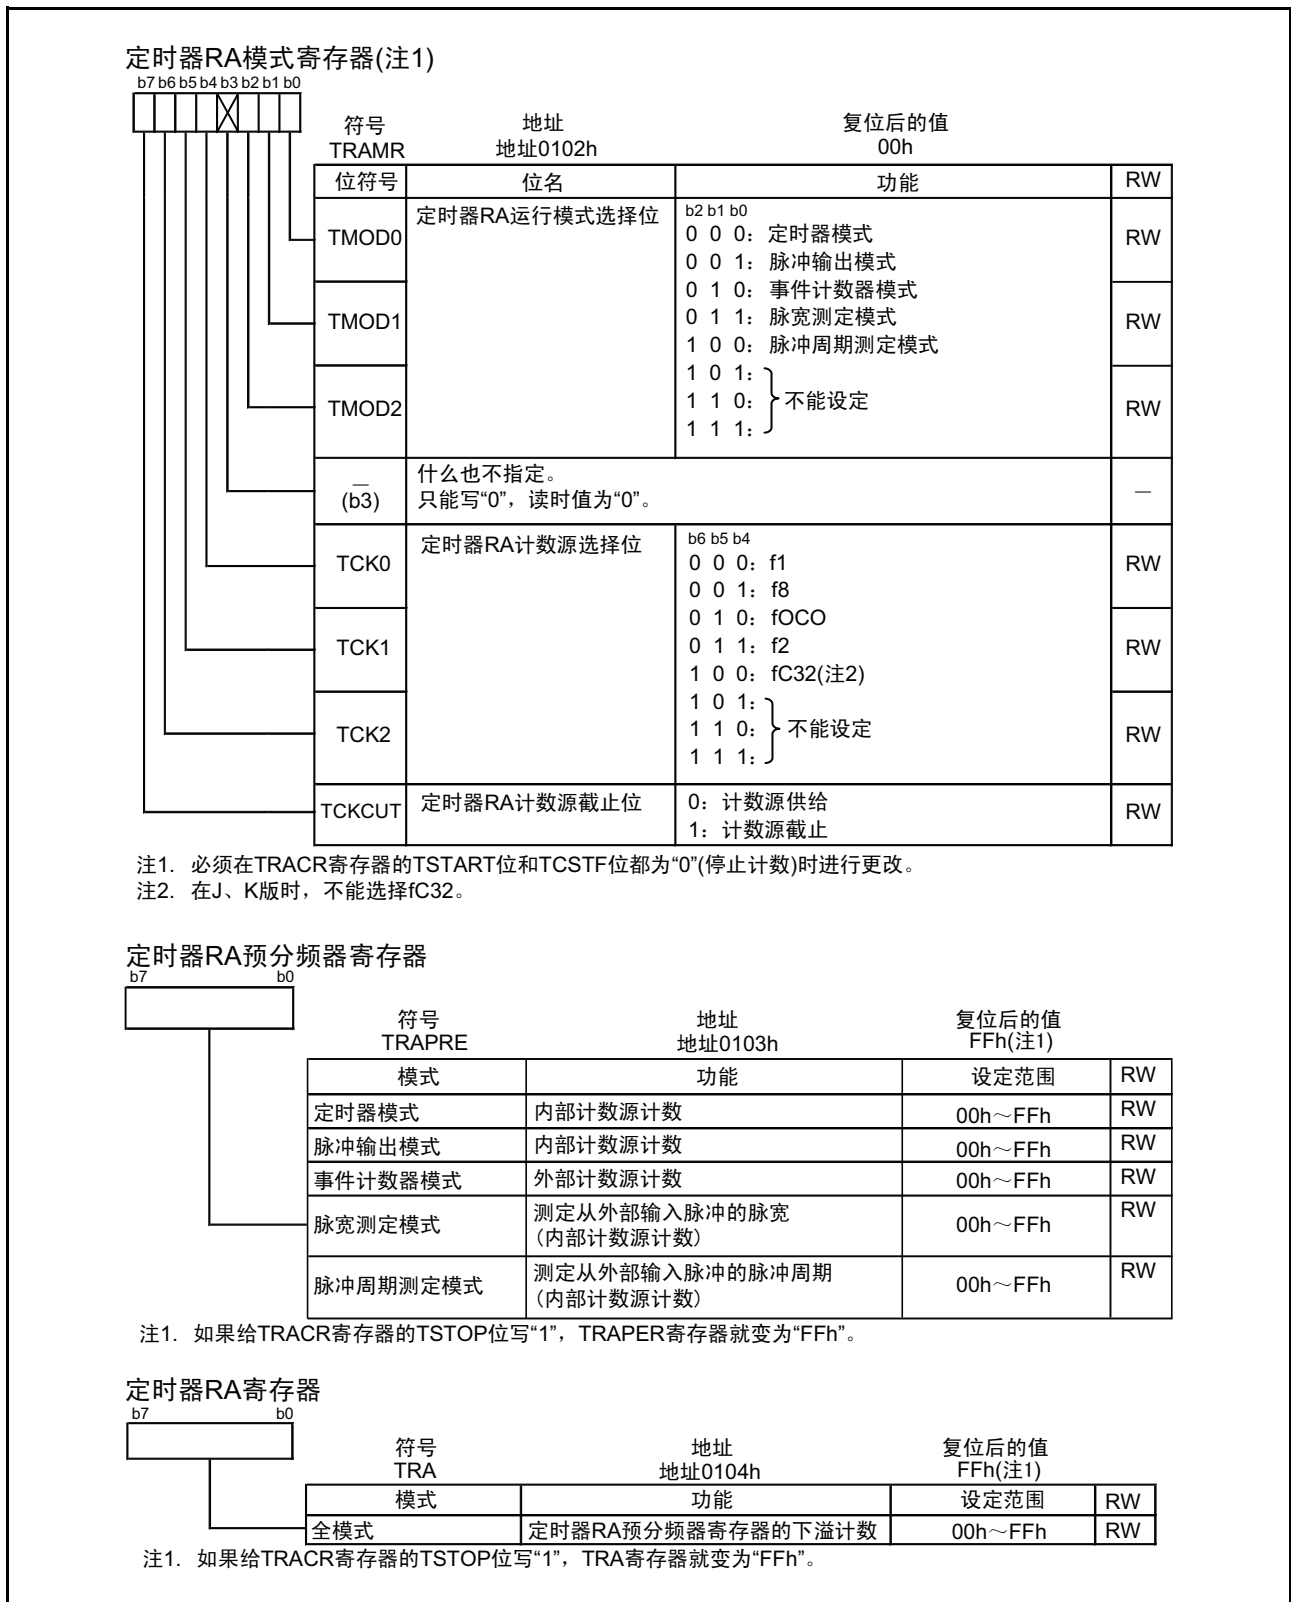 定时器RA模式寄存器(注1)
b7 b6 b5 b4 b3 b2 b1 b0
符号 地址 复位后的值
TRAMR 地址0102h 00h
位符号 位名 功能 RW
TMOD0 定时器RA运行模式选择位 b2 b1 b0
0 0 0：定时器模式 RW
0 0 1：脉冲输出模式
0 1 0：事件计数器模式
TMOD1 0 1 1：脉宽测定模式 RW
1 0 0：脉冲周期测定模式
1 0 1：
TMOD2 1 1 0：不能设定 RW
1 1 1：
— 什么也不指定。
(b3) 只能写“0”，读时值为“0”。 —
定时器RA计数源选择位 b6 b5 b4
TCK0 0 0 0：f1 RW
0 0 1：f8
0 1 0：fOCO
TCK1 0 1 1：f2 RW
1 0 0：fC32(注2)
1 0 1：
TCK2 1 1 0：不能设定 RW
1 1 1：
TCKCUT 定时器RA计数源截止位 0：计数源供给 RW
1：计数源截止
注1. 必须在TRACR寄存器的TSTART位和TCSTF位都为“0”(停止计数)时进行更改。
注2. 在J、K版时，不能选择fC32。
定时器RA预分频器寄存器
b7 b0
符号 地址 复位后的值
TRAPRE 地址0103h FFh(注1)
模式 功能 设定范围 RW
定时器模式 内部计数源计数 00h～FFh RW
脉冲输出模式 内部计数源计数 00h～FFh RW
事件计数器模式 外部计数源计数 00h～FFh RW
脉宽测定模式 测定从外部输入脉冲的脉宽 00h～FFh RW
（内部计数源计数）
脉冲周期测定模式 测定从外部输入脉冲的脉冲周期 00h～FFh RW
（内部计数源计数）
注1. 如果给TRACR寄存器的TSTOP位写“1”，TRAPER寄存器就变为“FFh”。
定时器RA寄存器
b7 b0
符号 地址 复位后的值
TRA 地址0104h FFh(注1)
模式 功能 设定范围 RW
全模式 定时器RA预分频器寄存器的下溢计数 00h～FFh RW
注1. 如果给TRACR寄存器的TSTOP位写“1”，TRA寄存器就变为“FFh”。